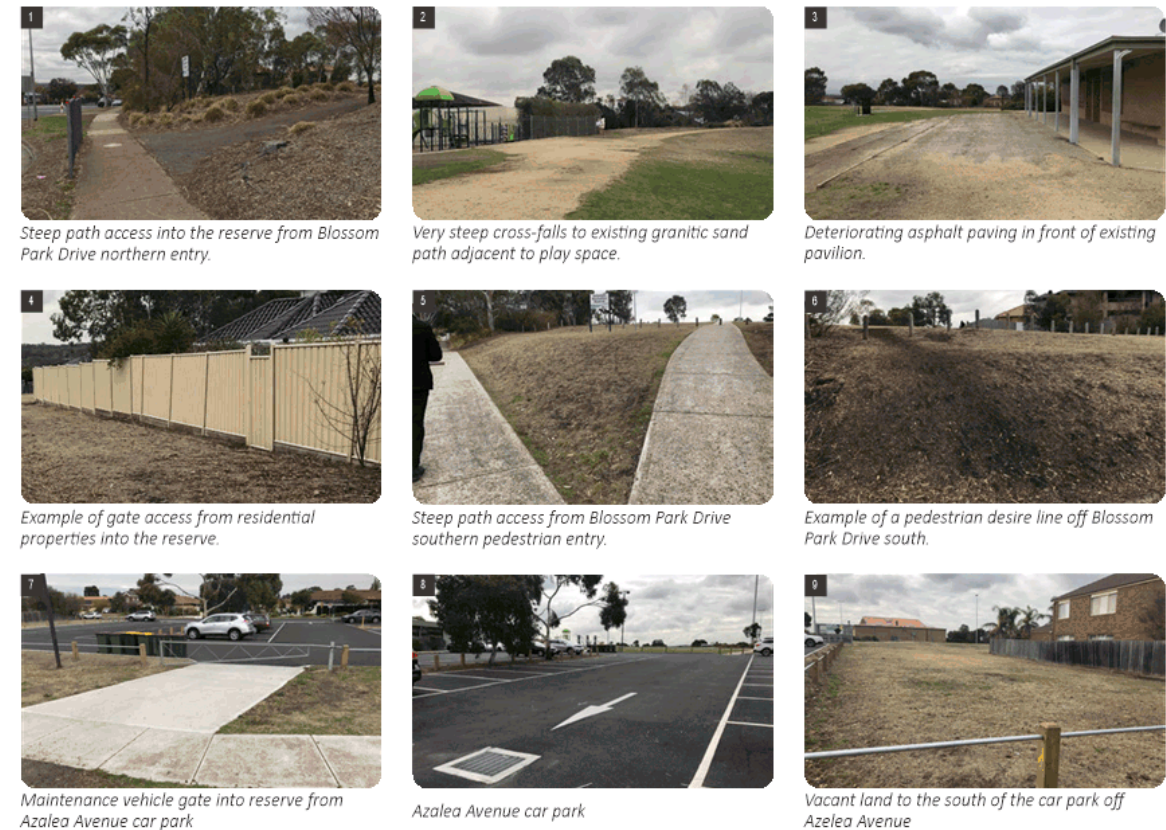 1
2
3
Steep path access into the reserve from Blossom
Park Drive northern entry.
Very steep cross-falls to existing granitic sand
path adjacent to play space.
Deteriorating asphalt paving in front of existing
pavilion.
4
5
6
Example of gate access from residential
properties into the reserve.
Steep path access from Blossom Park Drive
southern pedestrian entry.
Example of a pedestrian desire line off Blossom
Park Drive south.
7
8
9
Maintenance vehicle gate into reserve from
Azalea Avenue car park
Azalea Avenue car park
Vacant land to the south of the car park off
Azelea Avenue